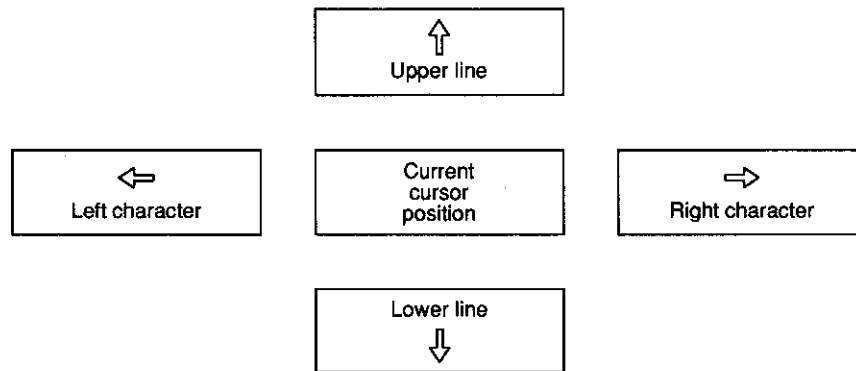 Upper line
Left character
Current
cursor
position
Right character
Lower line